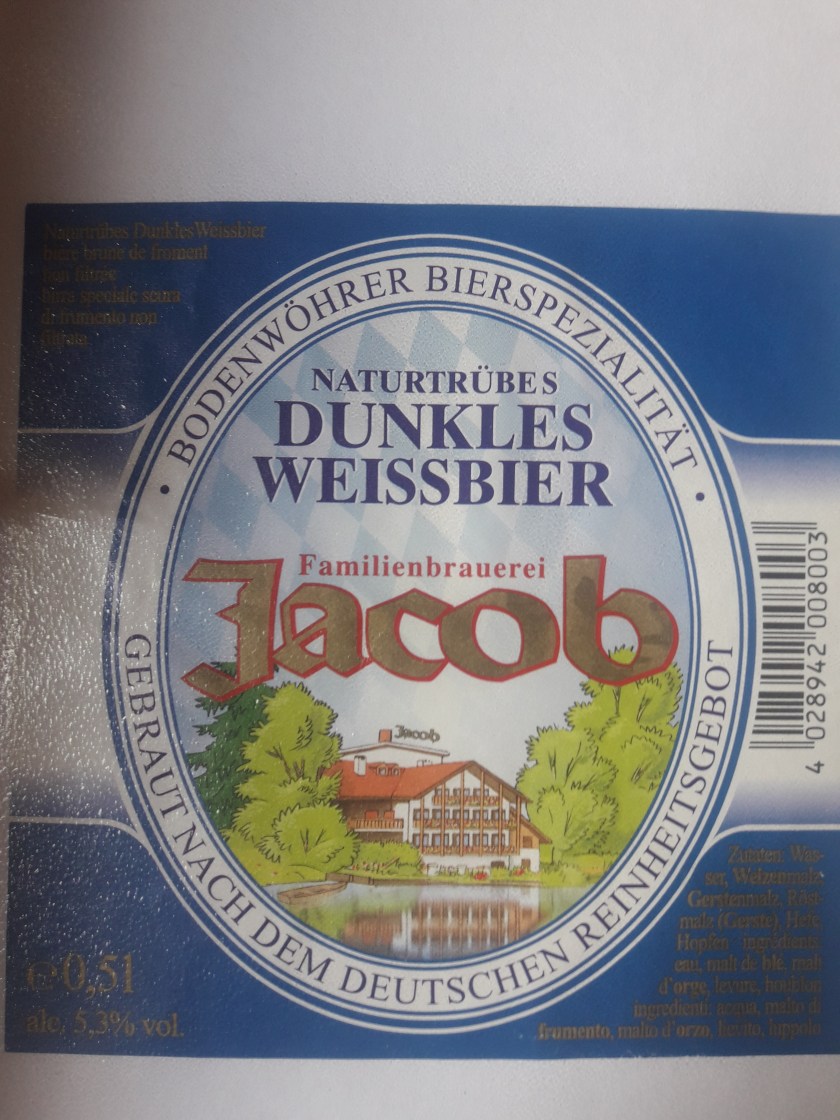 Naturtrübes Dunkles Weissbier
bière brune de froment
non filtrée
birra speciale scura
di frumento non
filtrata
BODENWÖHRER BIERSPEZIALITÄT
NATURTRÜBES
DUNKLES
WEISSBIER
Familienbrauerei
Jacob
Jacob
GEBRAUT NACH DEM DEUTSCHEN REINHEITSGEBOT
4 028942 008003
e 0,5l
alc. 5,3% vol.
Zutaten: Was-
ser, Weizenmalz,
Gerstenmalz, Röst-
malz (Gerste), Hefe,
Hopfen ingrédients:
eau, malt de blé, malt
d'orge, levure, houblon
ingredienti: acqua, malto di
frumento, malto d'orzo, lievito, luppolo